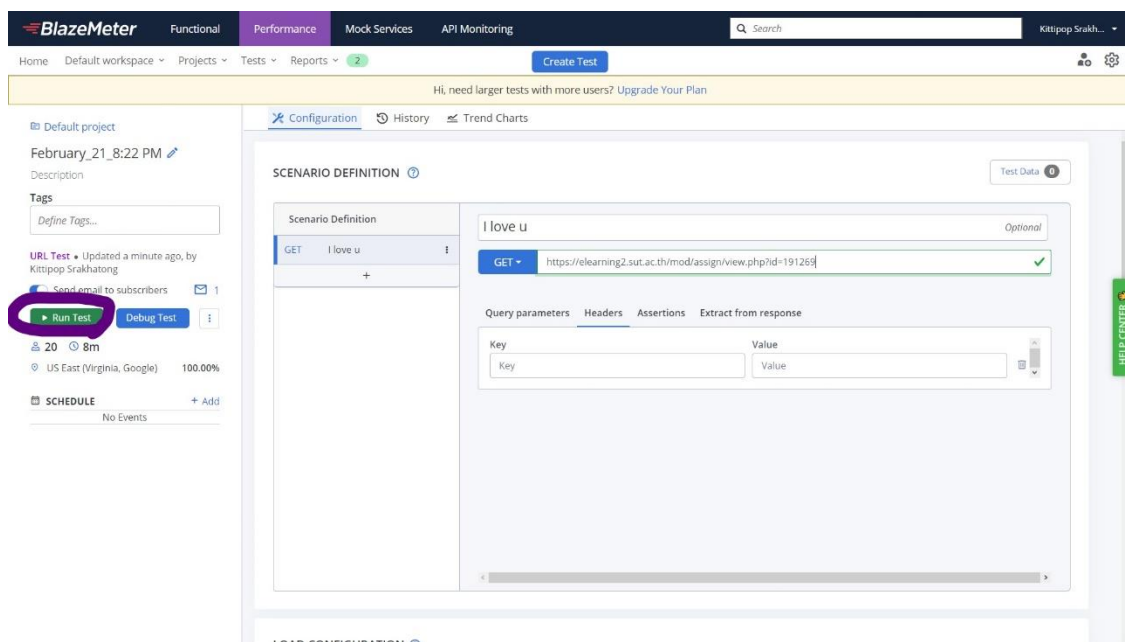 BlazeMeter Functional Performance Mock Services API Monitoring Search Kittipop Srakh...
Home Default workspace Projects Tests Reports 2 Create Test
Hi, need larger tests with more users? Upgrade Your Plan
Default project
February_21_8:22 PM
Description
Tags
Define Tags...
URL Test • Updated a minute ago, by
Kittipop Srakhatong
Send email to subscribers 1
Run Test Debug Test
20 8m
US East (Virginia, Google) 100.00%
SCHEDULE + Add
No Events
Configuration History Trend Charts
SCENARIO DEFINITION Test Data 0
Scenario Definition
GET I love u
+
I love u Optional
GET https://elearning2.sut.ac.th/mod/assign/view.php?id=191269
Query parameters Headers Assertions Extract from response
Key Value
Key Value
HELP CENTER
LOAD CONFIGURATION